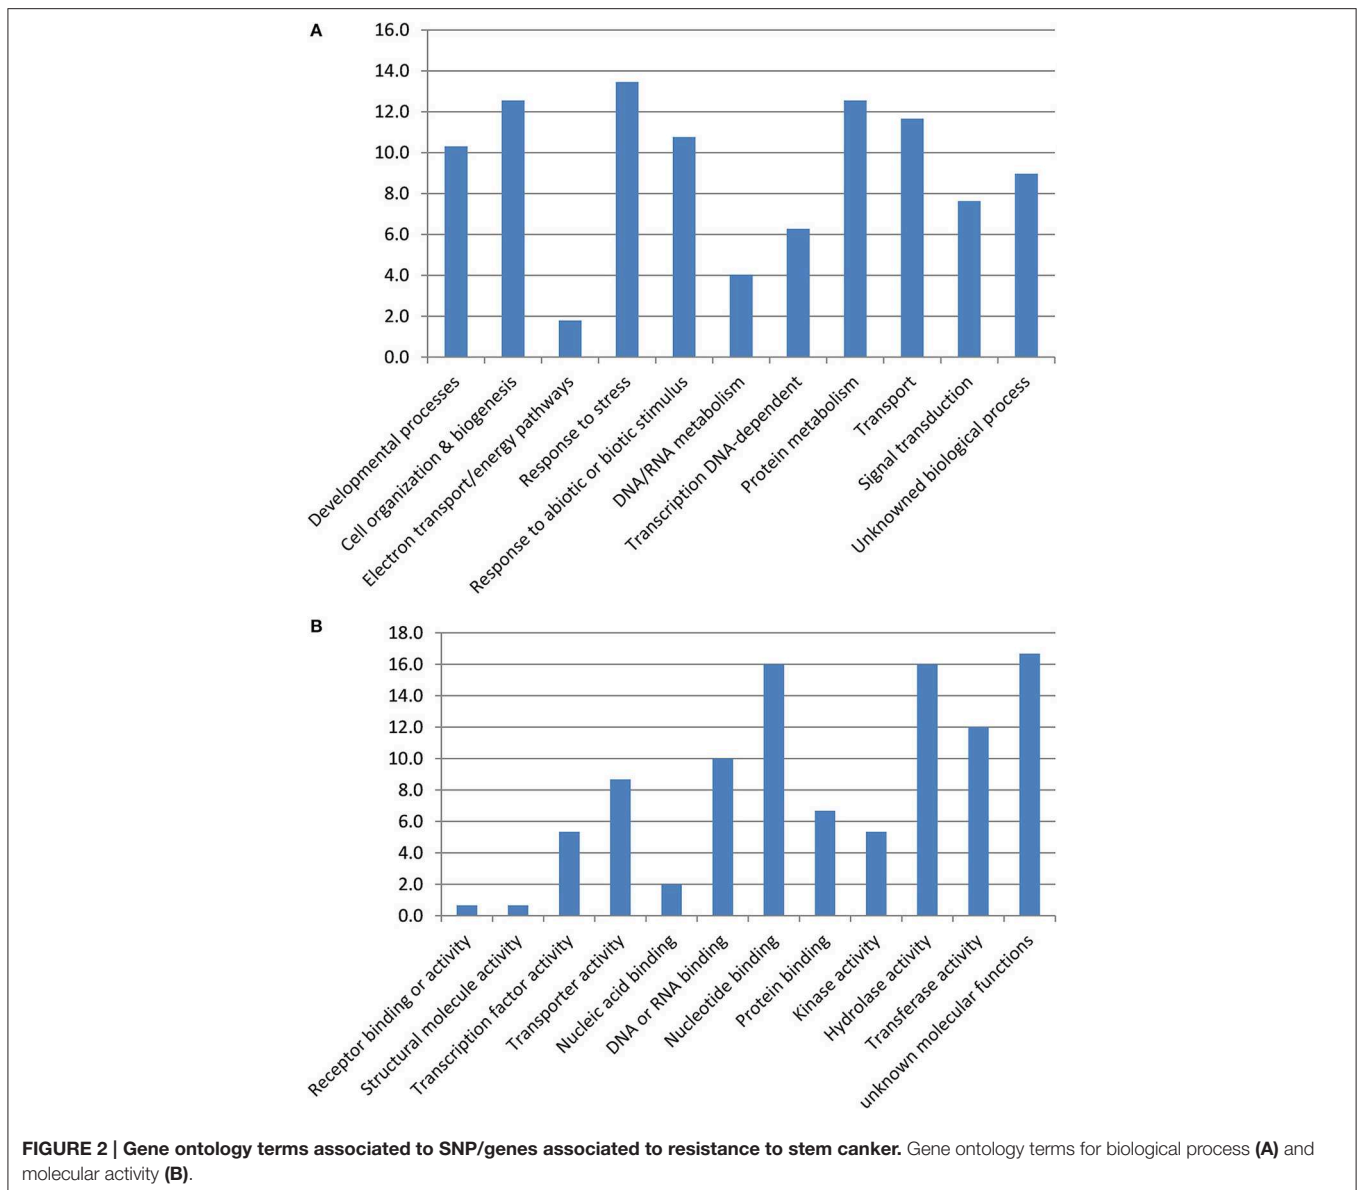 A
16.0
14.0
12.0
10.0
8.0
6.0
4.0
2.0
0.0
Developmental processes
Cell organization & biogenesis
Electron transport/energy pathways
Response to stress
Response to abiotic or biotic stimulus
DNA/RNA metabolism
Transcription DNA-dependent
Protein metabolism
Transport
Signal transduction
Unknowned biological process
B
18.0
16.0
14.0
12.0
10.0
8.0
6.0
4.0
2.0
0.0
Receptor binding or activity
Structural molecule activity
Transcription factor activity
Transporter activity
Nucleic acid binding
DNA or RNA binding
Nucleotide binding
Protein binding
Kinase activity
Hydrolase activity
Transferase activity
unknown molecular functions
FIGURE 2 | Gene ontology terms associated to SNP/genes associated to resistance to stem canker. Gene ontology terms for biological process (A) and
molecular activity (B).